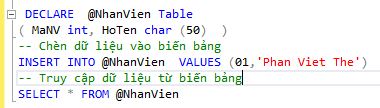 DECLARE @NhanVien Table
( MaNV int, HoTen char (50) )
-- Chèn dữ liệu vào biến bảng
INSERT INTO @NhanVien VALUES (01,'Phan Viet The')
-- Truy cập dữ liệu từ biến bảng
SELECT * FROM @NhanVien